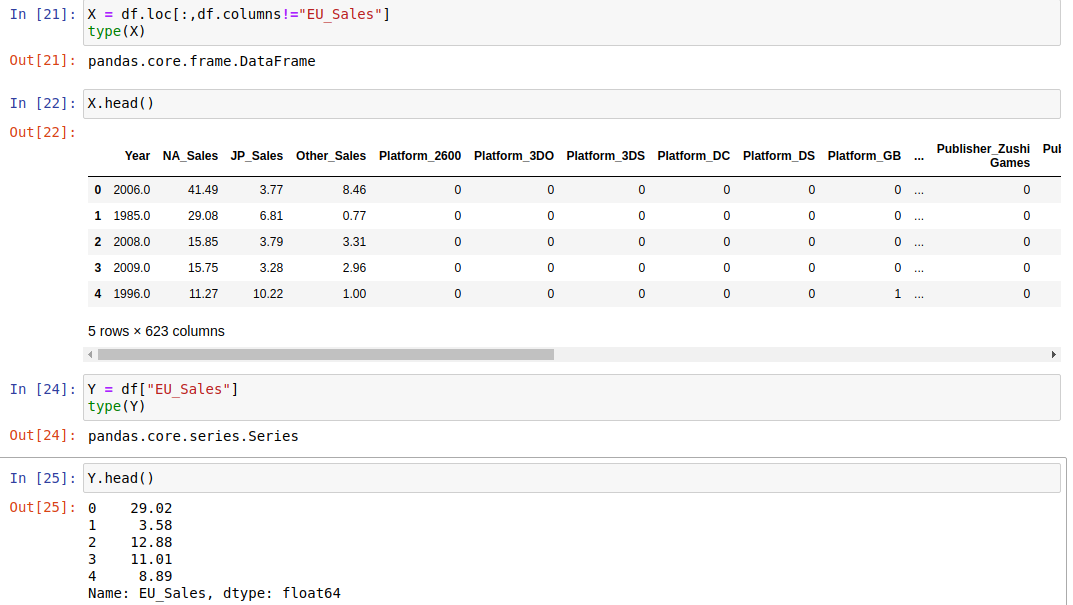 In [21]: X = df.loc[:,df.columns!="EU_Sales"]
type(X)
Out[21]: pandas.core.frame.DataFrame
In [22]: X.head()
Out[22]:
Year NA_Sales JP_Sales Other_Sales Platform_2600 Platform_3DO Platform_3DS Platform_DC Platform_DS Platform_GB ... Publisher_Zushi Games Pub
0 2006.0 41.49 3.77 8.46 0 0 0 0 0 0 ... 0
1 1985.0 29.08 6.81 0.77 0 0 0 0 0 0 ... 0
2 2008.0 15.85 3.79 3.31 0 0 0 0 0 0 ... 0
3 2009.0 15.75 3.28 2.96 0 0 0 0 0 0 ... 0
4 1996.0 11.27 10.22 1.00 0 0 0 0 0 1 ... 0
5 rows × 623 columns
In [24]: Y = df["EU_Sales"]
type(Y)
Out[24]: pandas.core.series.Series
In [25]: Y.head()
Out[25]: 0 29.02
1 3.58
2 12.88
3 11.01
4 8.89
Name: EU_Sales, dtype: float64